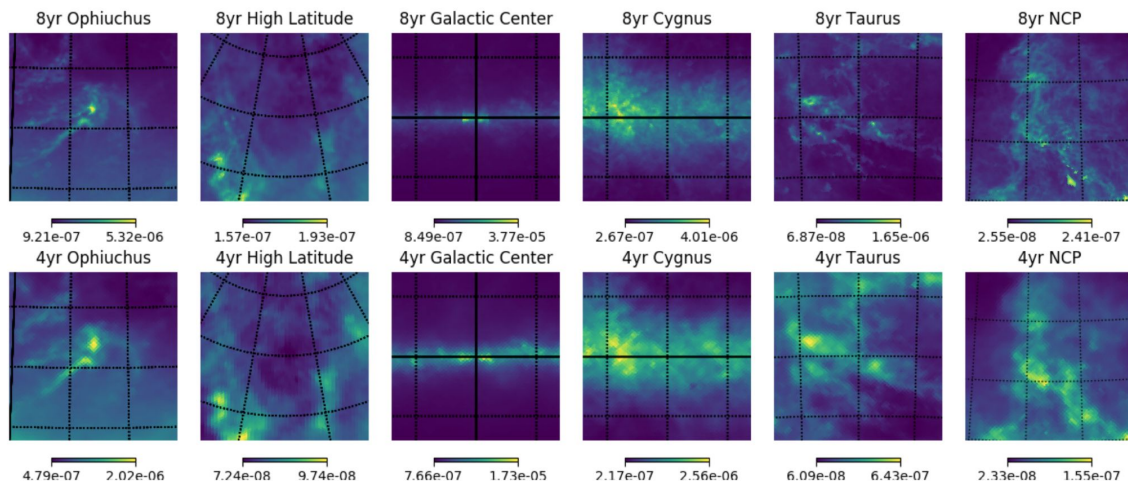 8yr Ophiuchus 8yr High Latitude 8yr Galactic Center 8yr Cygnus 8yr Taurus 8yr NCP
9.21e-07 5.32e-06 1.57e-07 1.93e-07 8.49e-07 3.77e-05 2.67e-07 4.01e-06 6.87e-08 1.65e-06 2.55e-08 2.41e-07
4yr Ophiuchus 4yr High Latitude 4yr Galactic Center 4yr Cygnus 4yr Taurus 4yr NCP
4.79e-07 2.02e-06 7.24e-08 9.74e-08 7.66e-07 1.73e-05 2.17e-07 2.56e-06 6.09e-08 6.43e-07 2.33e-08 1.55e-07